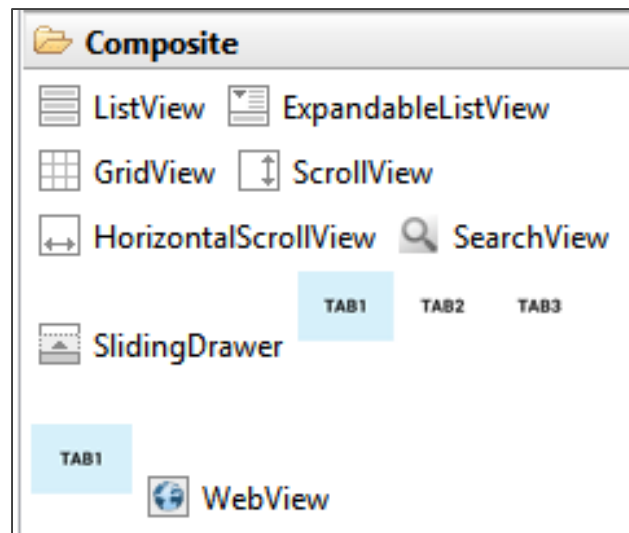 Composite
ListView ExpandableListView
GridView ScrollView
HorizontalScrollView SearchView
TAB1 TAB2 TAB3
SlidingDrawer
TAB1
WebView